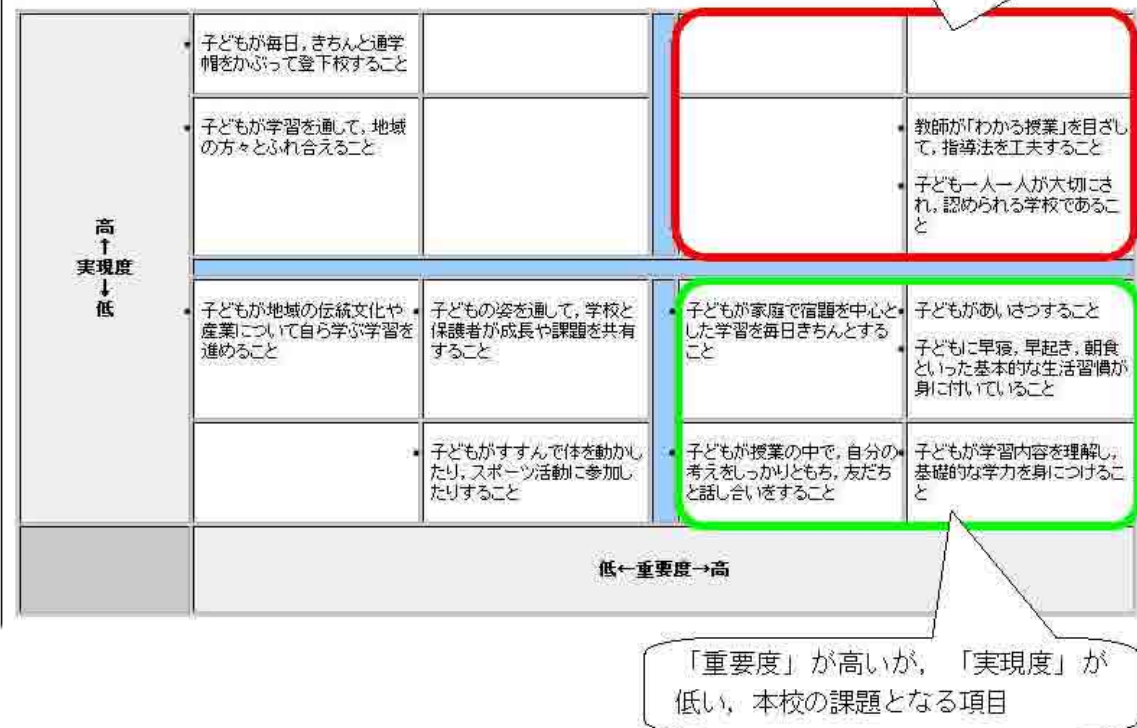 子どもが毎日，きちんと通学
帽をかぶって登下校すること
子どもが学習を通して，地域
の方々とふれ合えること
教師が「わかる授業」を目ざし
て，指導法を工夫すること
子ども一人一人が大切にさ
れ，認められる学校であるこ
と
高
↑
実現度
↓
低
子どもが地域の伝統文化や
産業について自ら学ぶ学習を
進めること
子どもの姿を通して，学校と
保護者が成長や課題を共有
すること
子どもが家庭で宿題を中心と
した学習を毎日きちんとする
こと
子どもがあいさつすること
子どもに早寝，早起き，朝食
といった基本的な生活習慣が
身に付いていること
子どもがすすんで体を動かし
たり，スポーツ活動に参加し
たりすること
子どもが授業の中で，自分の
考えをしっかりともち，友だち
と話し合いをすること
子どもが学習内容を理解し，
基礎的な学力を身につけるこ
と
低←重要度→高
「重要度」が高いが，「実現度」が
低い，本校の課題となる項目